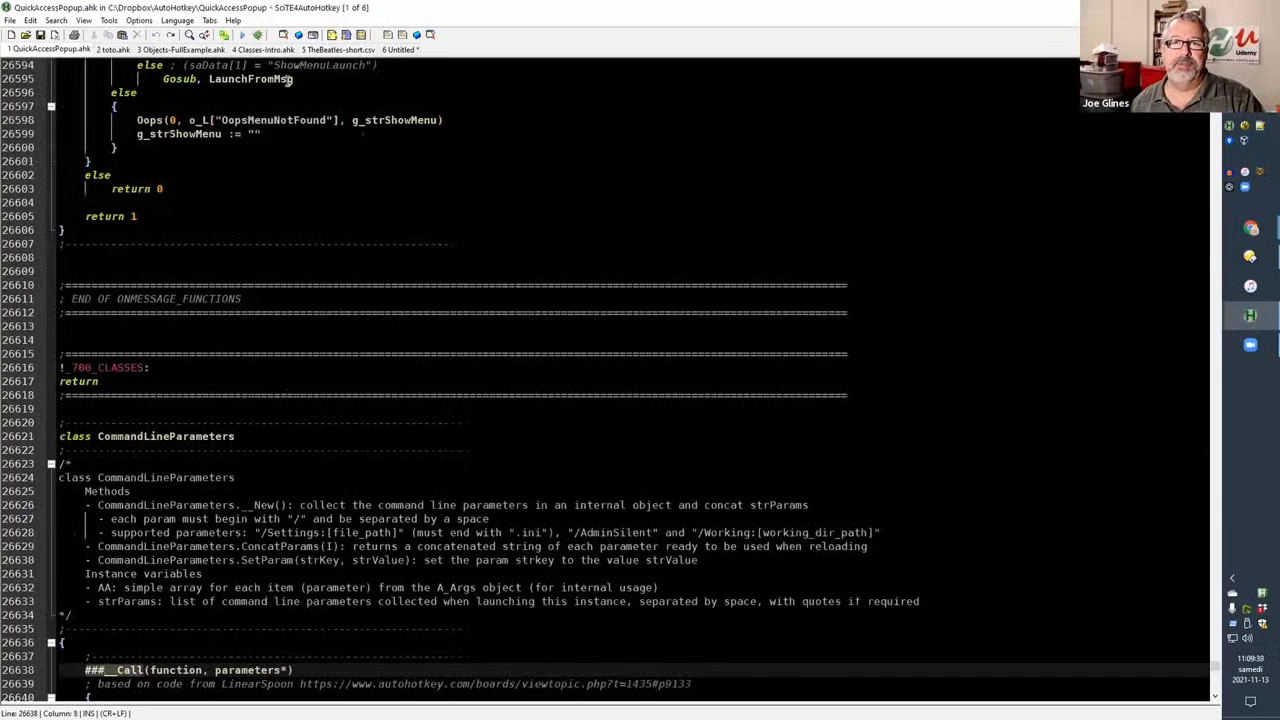 QuickAccessPopup.ahk in C:\Dropbox\AutoHotkey\QuickAccessPopup - SciTE4AutoHotkey [1 of 6]
File Edit Search View Tools Options Language Tabs Help
1 QuickAccessPopup.ahk 2 toto.ahk 3 Objects-FullExample.ahk 4 Classes-Intro.ahk 5 TheBeatles-short.csv 6 Untitled *
26594 else ; (saData[1] = "ShowMenuLaunch")
26595 Gosub, LaunchFromMsg
26596 else
26597 {
26598 Oops(0, o_L["OopsMenuNotFound"], g_strShowMenu)
26599 g_strShowMenu := ""
26600 }
26601 }
26602 else
26603 return 0
26604
26605 return 1
26606 }
26607 ;------------------------------------------------------------
26608
26609
26610 ;========================================================================================================================
26611 ; END OF ONMESSAGE_FUNCTIONS
26612 ;========================================================================================================================
26613
26614
26615 ;========================================================================================================================
26616 !_700_CLASSES:
26617 return
26618 ;========================================================================================================================
26619
26620 ;------------------------------------------------------------
26621 class CommandLineParameters
26622 ;------------------------------------------------------------
26623 /*
26624 class CommandLineParameters
26625 Methods
26626 - CommandLineParameters.__New(): collect the command line parameters in an internal object and concat strParams
26627 - each param must begin with "/" and be separated by a space
26628 - supported parameters: "/Settings:[file_path]" (must end with ".ini"), "/AdminSilent" and "/Working:[working_dir_path]"
26629 - CommandLineParameters.ConcatParams(I): returns a concatenated string of each parameter ready to be used when reloading
26630 - CommandLineParameters.SetParam(strKey, strValue): set the param strkey to the value strValue
26631 Instance variables
26632 - AA: simple array for each item (parameter) from the A_Args object (for internal usage)
26633 - strParams: list of command line parameters collected when launching this instance, separated by space, with quotes if required
26634 */
26635 ;------------------------------------------------------------
26636 {
26637 ;------------------------------------------------------------
26638 ###__Call(function, parameters*)
26639 ; based on code from LinearSpoon https://www.autohotkey.com/boards/viewtopic.php?t=1435#p9133
26640 {
Line: 26638 | Column: 8 | INS | (CR+LF)
Udemy
Joe Glines
11:09:39
samedi
2021-11-13